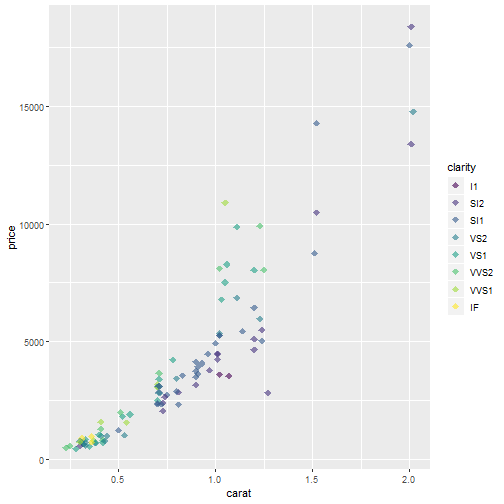 15000
10000
5000
0
price
0.5 1.0 1.5 2.0
carat
clarity
I1
SI2
SI1
VS2
VS1
VVS2
VVS1
IF